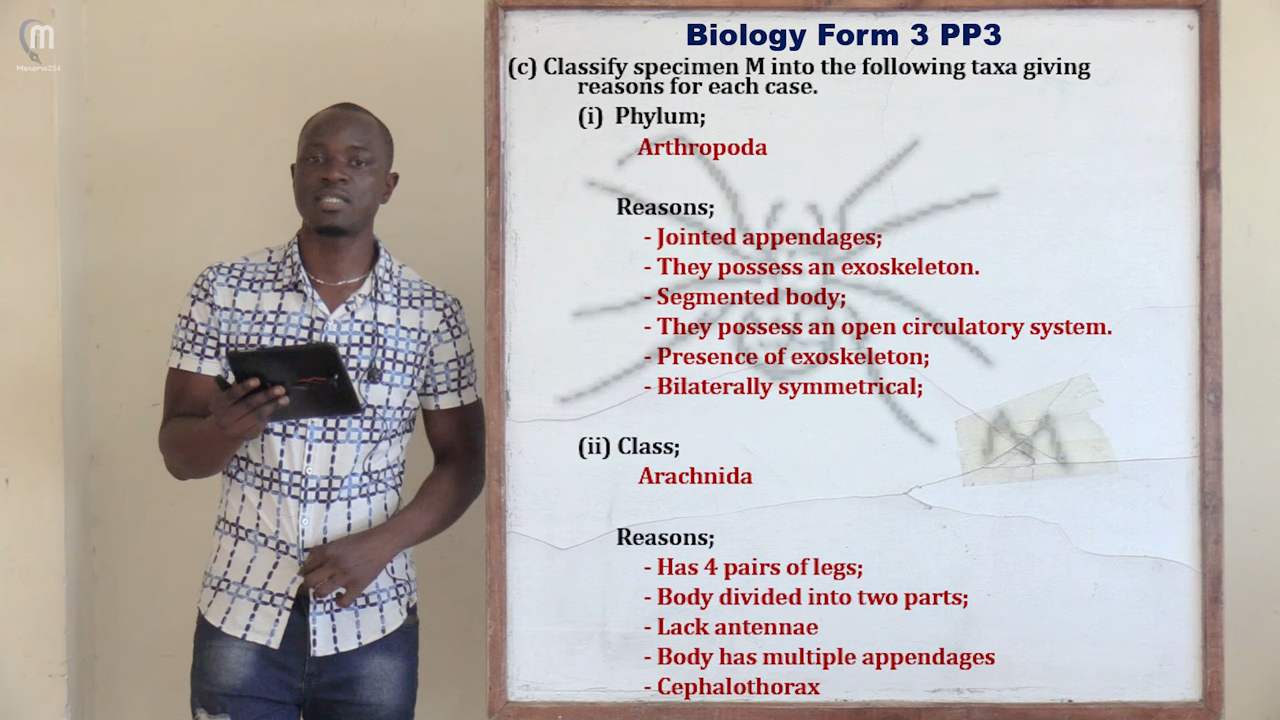 M
Mwalimu254
Biology Form 3 PP3
(c) Classify specimen M into the following taxa giving
reasons for each case.
(i) Phylum;
Arthropoda
Reasons;
- Jointed appendages;
- They possess an exoskeleton.
- Segmented body;
- They possess an open circulatory system.
- Presence of exoskeleton;
- Bilaterally symmetrical;
M
(ii) Class;
Arachnida
Reasons;
- Has 4 pairs of legs;
- Body divided into two parts;
- Lack antennae
- Body has multiple appendages
- Cephalothorax